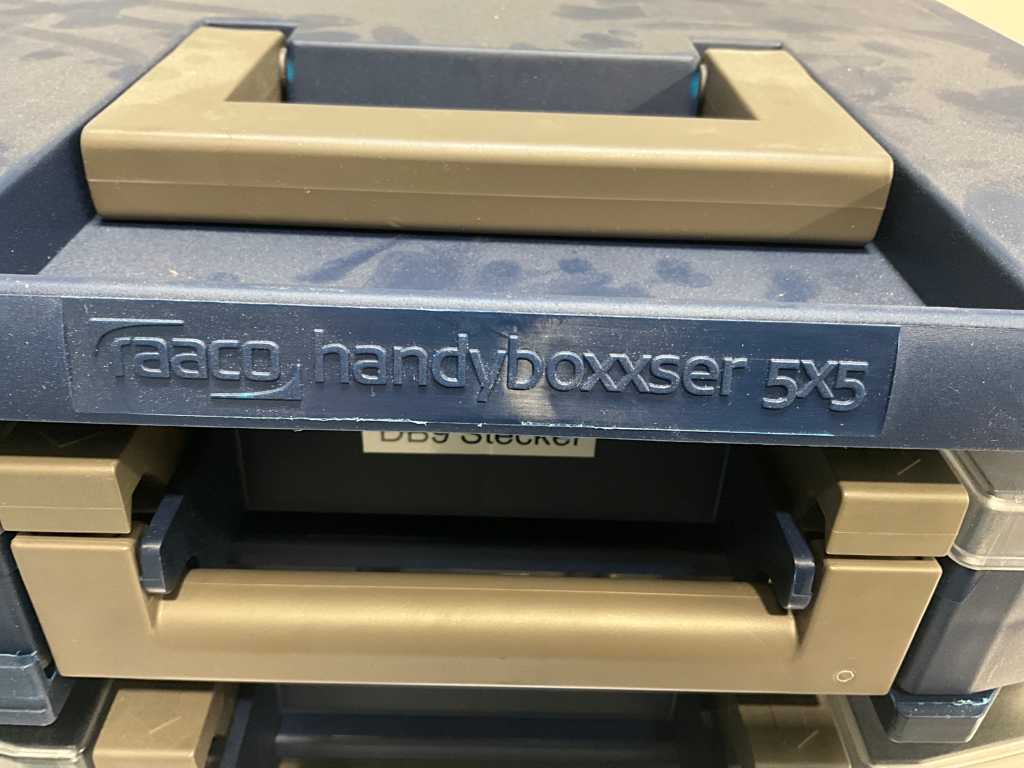 raaco handyboxxser 5x5
DB9 Stecker